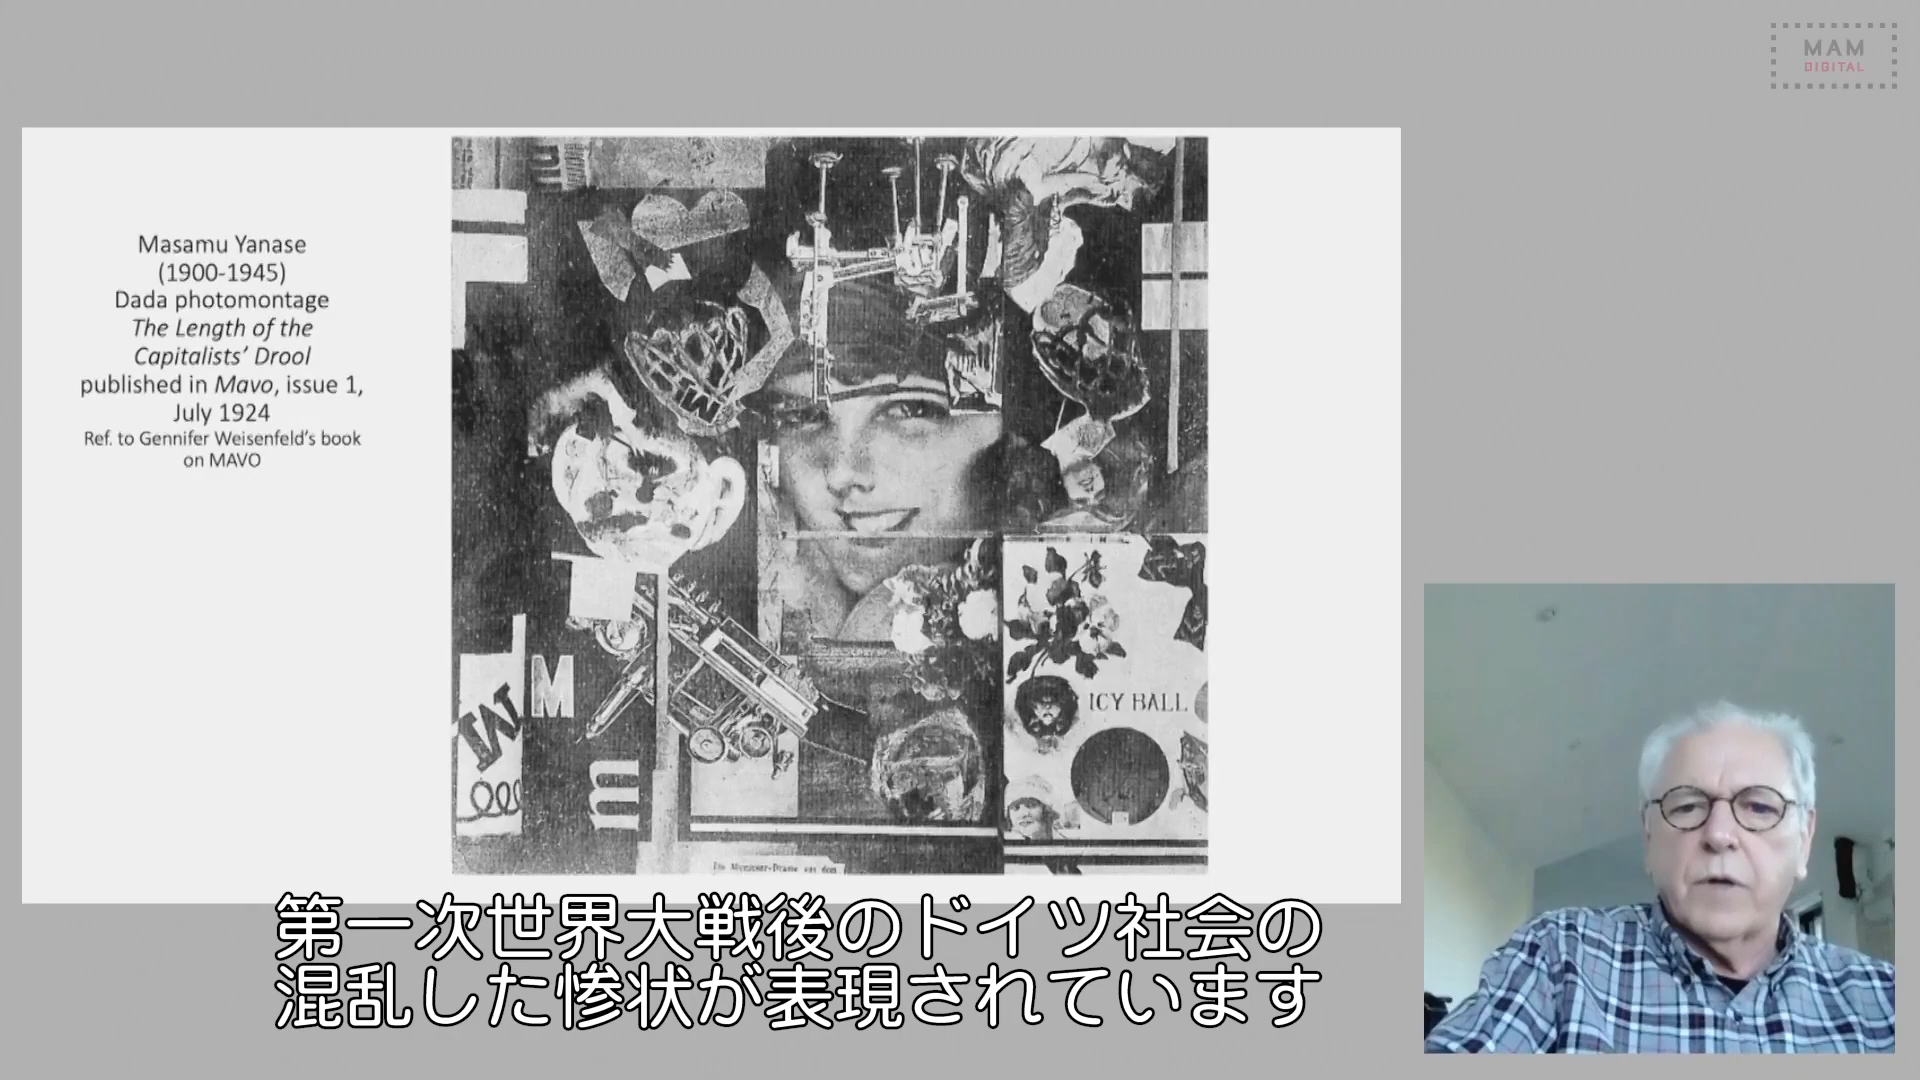 MAM
DIGITAL
Masamu Yanase
(1900-1945)
Dada photomontage
The Length of the
Capitalists’ Drool
published in Mavo, issue 1,
July 1924
Ref. to Gennifer Weisenfeld’s book
on MAVO
M
W
M
m
ICY BALL
第一次世界大戦後のドイツ社会の
混乱した惨状が表現されています